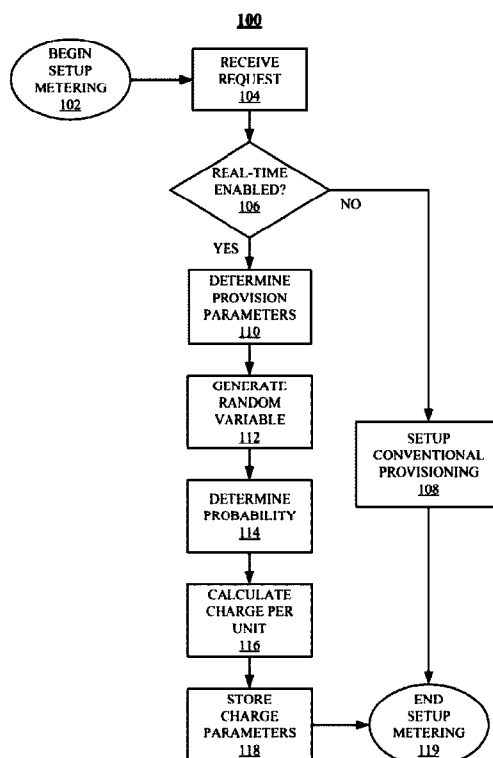 100
BEGIN
SETUP
METERING
102
RECEIVE
REQUEST
104
REAL-TIME
ENABLED?
106
NO
YES
DETERMINE
PROVISION
PARAMETERS
110
GENERATE
RANDOM
VARIABLE
112
SETUP
CONVENTIONAL
PROVISIONING
108
DETERMINE
PROBABILITY
114
CALCULATE
CHARGE PER
UNIT
116
STORE
CHARGE
PARAMETERS
118
END
SETUP
METERING
119